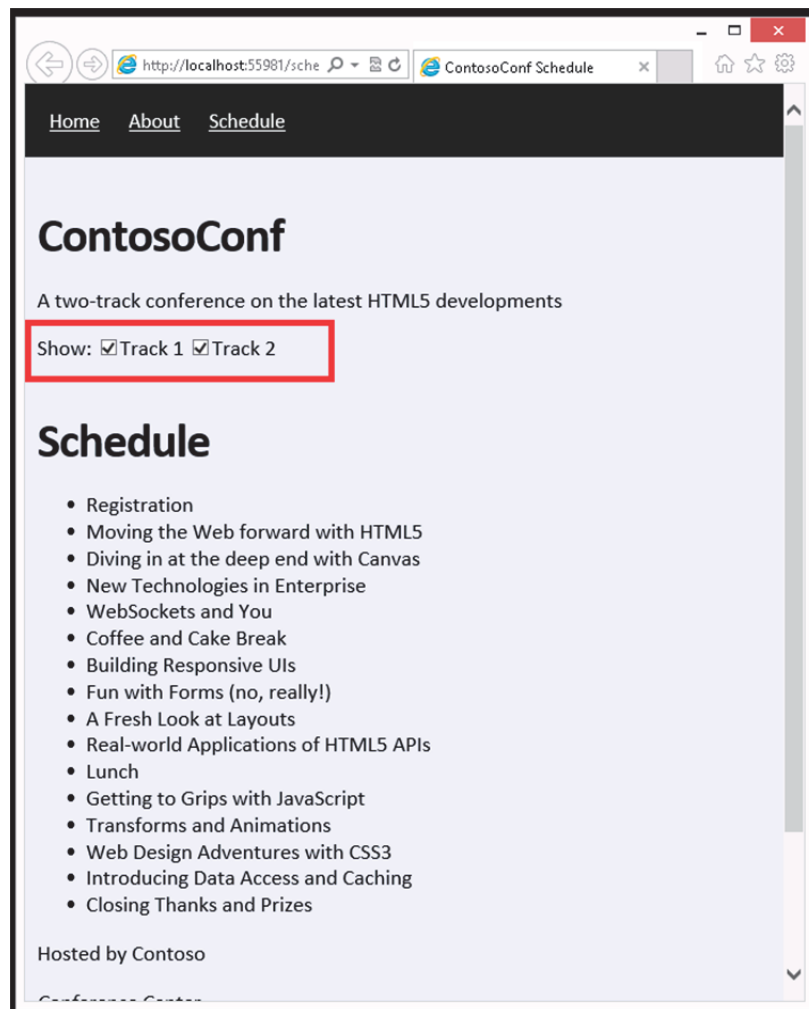 http://localhost:55981/sche
ContosoConf Schedule
Home About Schedule
ContosoConf
A two-track conference on the latest HTML5 developments
Show: Track 1 Track 2
Schedule
Registration
Moving the Web forward with HTML5
Diving in at the deep end with Canvas
New Technologies in Enterprise
WebSockets and You
Coffee and Cake Break
Building Responsive UIs
Fun with Forms (no, really!)
A Fresh Look at Layouts
Real-world Applications of HTML5 APIs
Lunch
Getting to Grips with JavaScript
Transforms and Animations
Web Design Adventures with CSS3
Introducing Data Access and Caching
Closing Thanks and Prizes
Hosted by Contoso
Conference Center